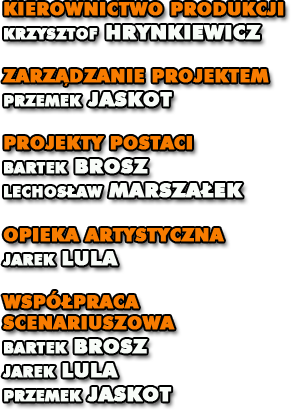 KIEROWNICTWO PRODUKCJI
KRZYSZTOF HRYNKIEWICZ
ZARZĄDZANIE PROJEKTEM
PRZEMEK JASKOT
PROJEKTY POSTACI
BARTEK BROSZ
LECHOSŁAW MARSZAŁEK
OPIEKA ARTYSTYCZNA
JAREK LULA
WSPÓŁPRACA
SCENARIUSZOWA
BARTEK BROSZ
JAREK LULA
PRZEMEK JASKOT